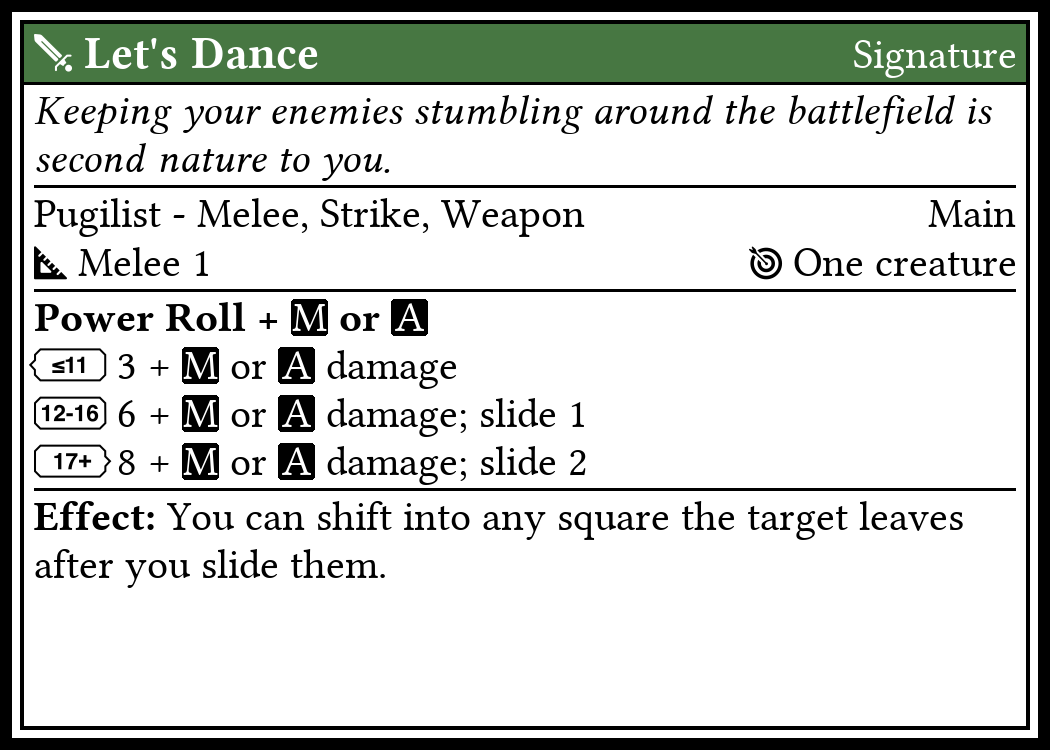 Let's Dance Signature
Keeping your enemies stumbling around the battlefield is
second nature to you.
Pugilist - Melee, Strike, Weapon Main
Melee 1 One creature
Power Roll + M or A
≤11 3 + M or A damage
12-16 6 + M or A damage; slide 1
17+ 8 + M or A damage; slide 2
Effect: You can shift into any square the target leaves
after you slide them.